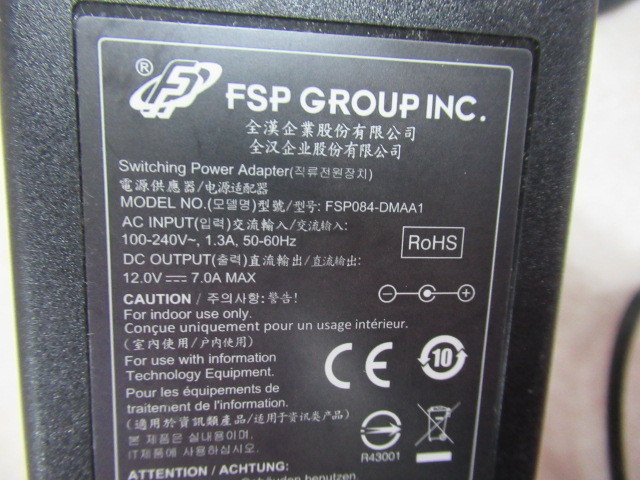 ® FSP GROUP INC.
全漢企業股份有限公司
全汉企业股份有限公司
Switching Power Adapter(직류전원장치)
電源供應器/电源适配器
MODEL NO.(모델명)型號/型号: FSP084-DMAA1
AC INPUT(입력)交流輸入/交流输入:
100-240V~, 1.3A, 50-60Hz
RoHS
DC OUTPUT(출력)直流輸出/直流输出:
12.0V⎓ 7.0A MAX
CAUTION / 주의사항:警告!
For indoor use only.
Conçue uniquement pour un usage intérieur.
(室內使用/户内使用)
For use with information
Technology Equipment.
CE
10
Pour les équipements de
traitement de l'information.
(適用於資訊類產品/适用于资讯类产品)
본 제품은 실내용이며,
IT제품에 사용하십시오.
R43001
ATTENTION / ACHTUNG:
Gebäuden benutzen.